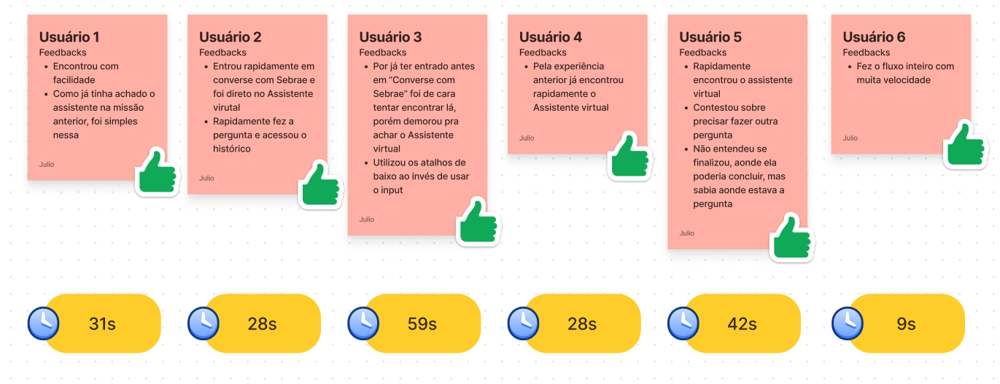 Usuário 1
Feedbacks
• Encontrou com
facilidade
• Como já tinha achado o
assistente na missão
anterior, foi simples
nessa
Julio
Usuário 2
Feedbacks
• Entrou rapidamente em
converse com Sebrae e
foi direto no Assistente
virutal
• Rapidamente fez a
pergunta e acessou o
histórico
Julio
Usuário 3
Feedbacks
• Por já ter entrado antes
em “Converse com
Sebrae” foi de cara
tentar encontrar lá,
porém demorou pra
achar o Assistente
virtual
• Utilizou os atalhos de
baixo ao invés de usar
o input
Julio
Usuário 4
Feedbacks
• Pela experiência
anterior já encontrou
rapidamente o
Assistente virtual
Julio
Usuário 5
Feedbacks
• Rapidamente
encontrou o assistente
virtual
• Contestou sobre
precisar fazer outra
pergunta
• Não entendeu se
finalizou, aonde ela
poderia concluir, mas
sabia aonde estava a
pergunta
Julio
Usuário 6
Feedbacks
• Fez o fluxo inteiro com
muita velocidade
Julio
31s
28s
59s
28s
42s
9s